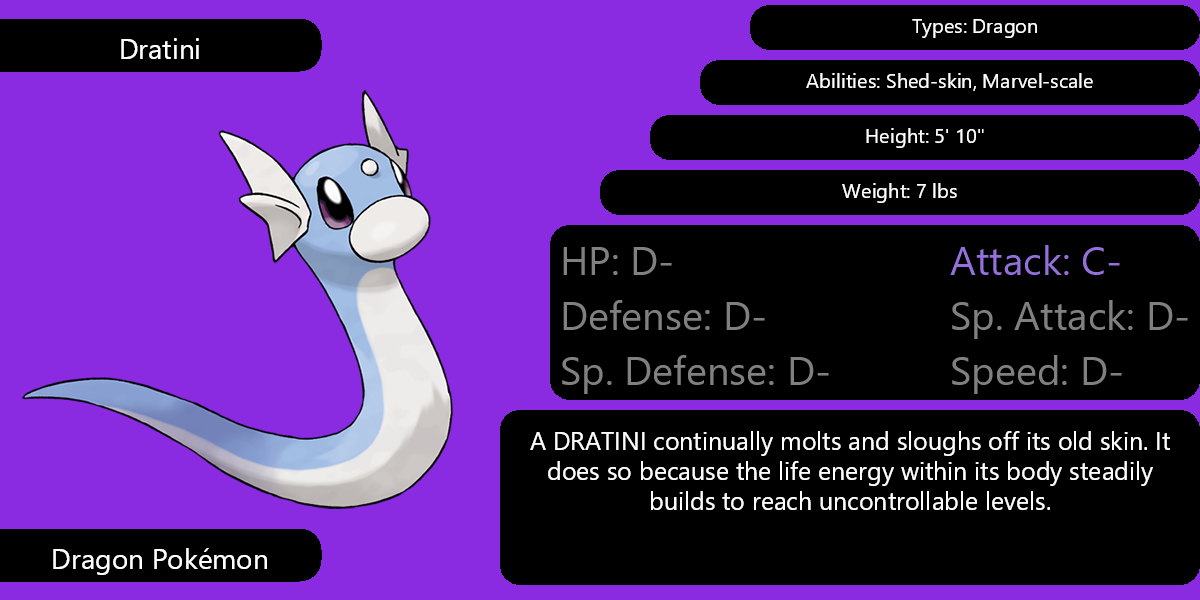 Dratini
Types: Dragon
Abilities: Shed-skin, Marvel-scale
Height: 5' 10"
Weight: 7 lbs
HP: D-
Attack: C-
Defense: D-
Sp. Attack: D-
Sp. Defense: D-
Speed: D-
A DRATINI continually molts and sloughs off its old skin. It
does so because the life energy within its body steadily
builds to reach uncontrollable levels.
Dragon Pokémon